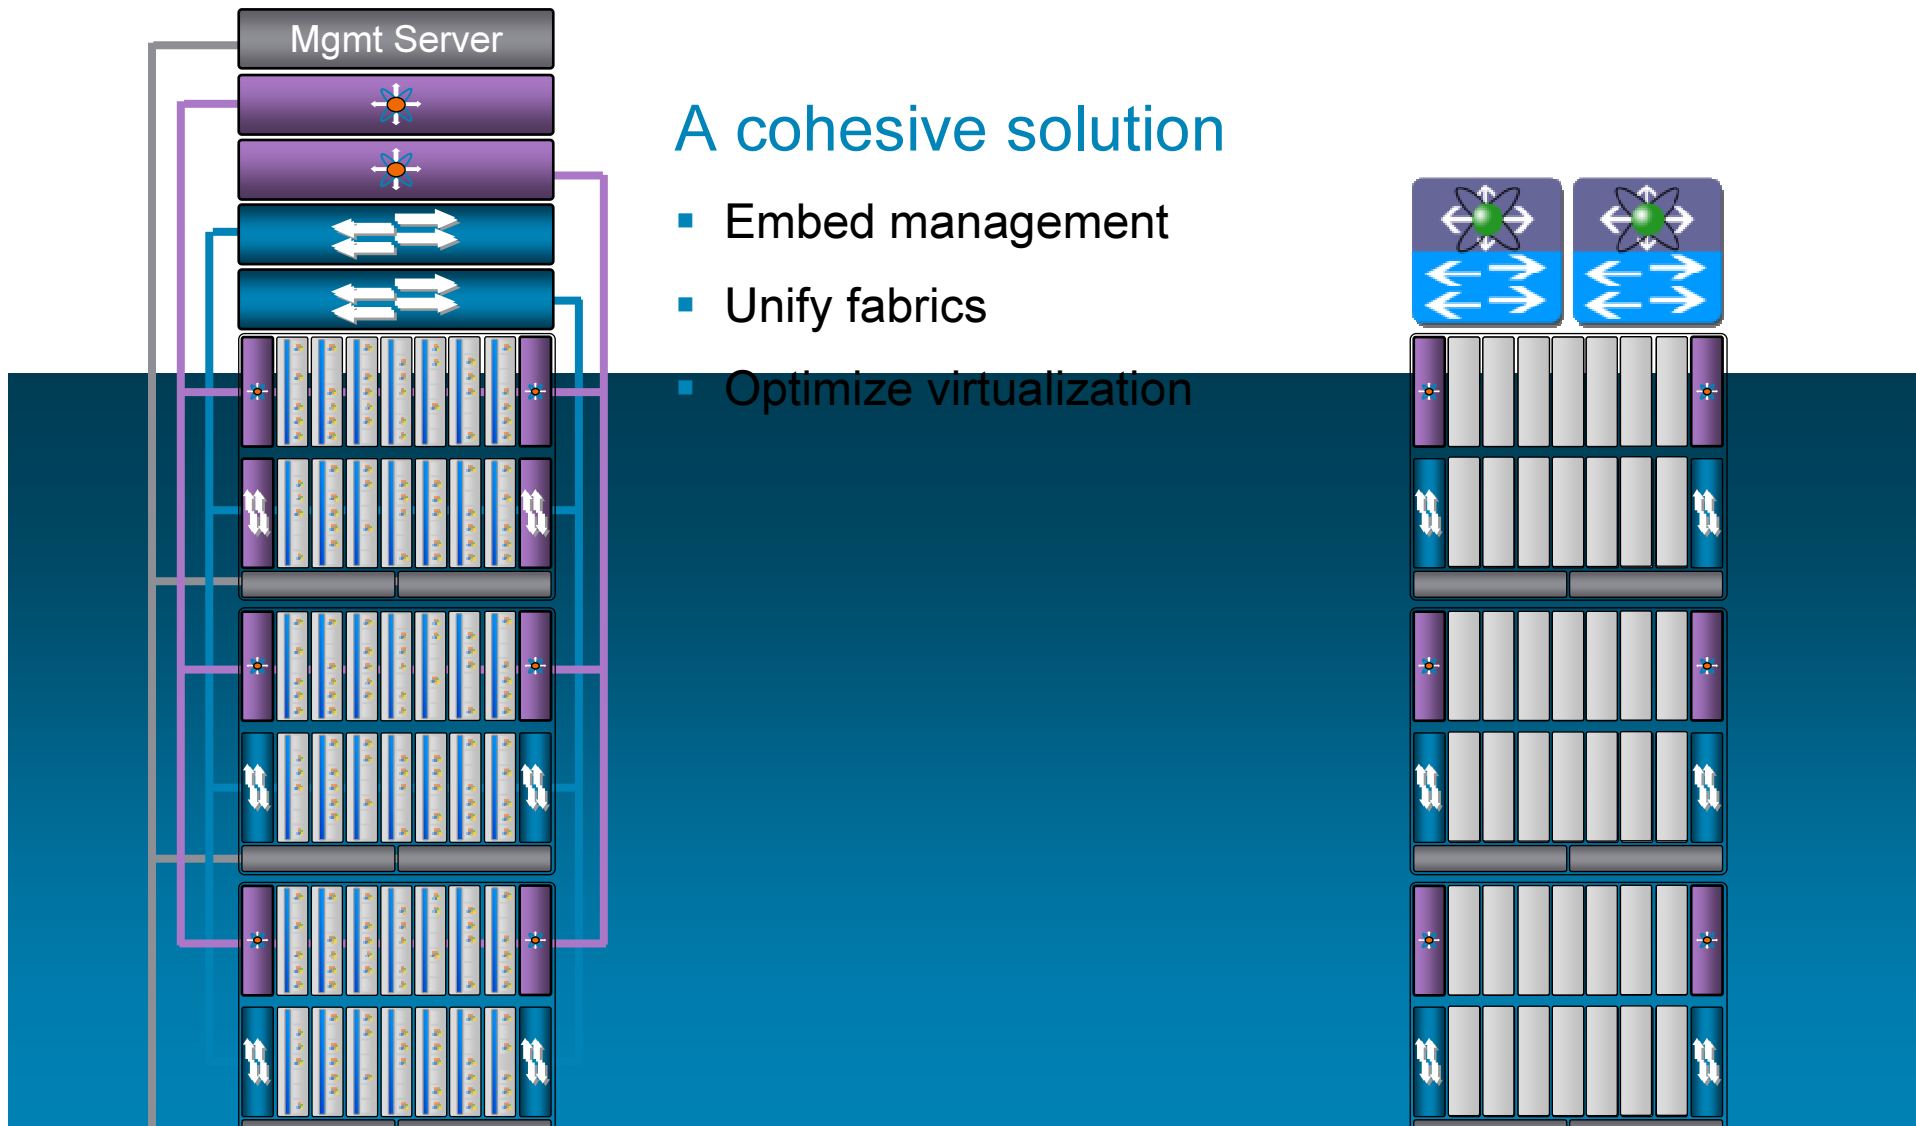 Mgmt Server
A cohesive solution
Embed management
Unify fabrics
Optimize virtualization